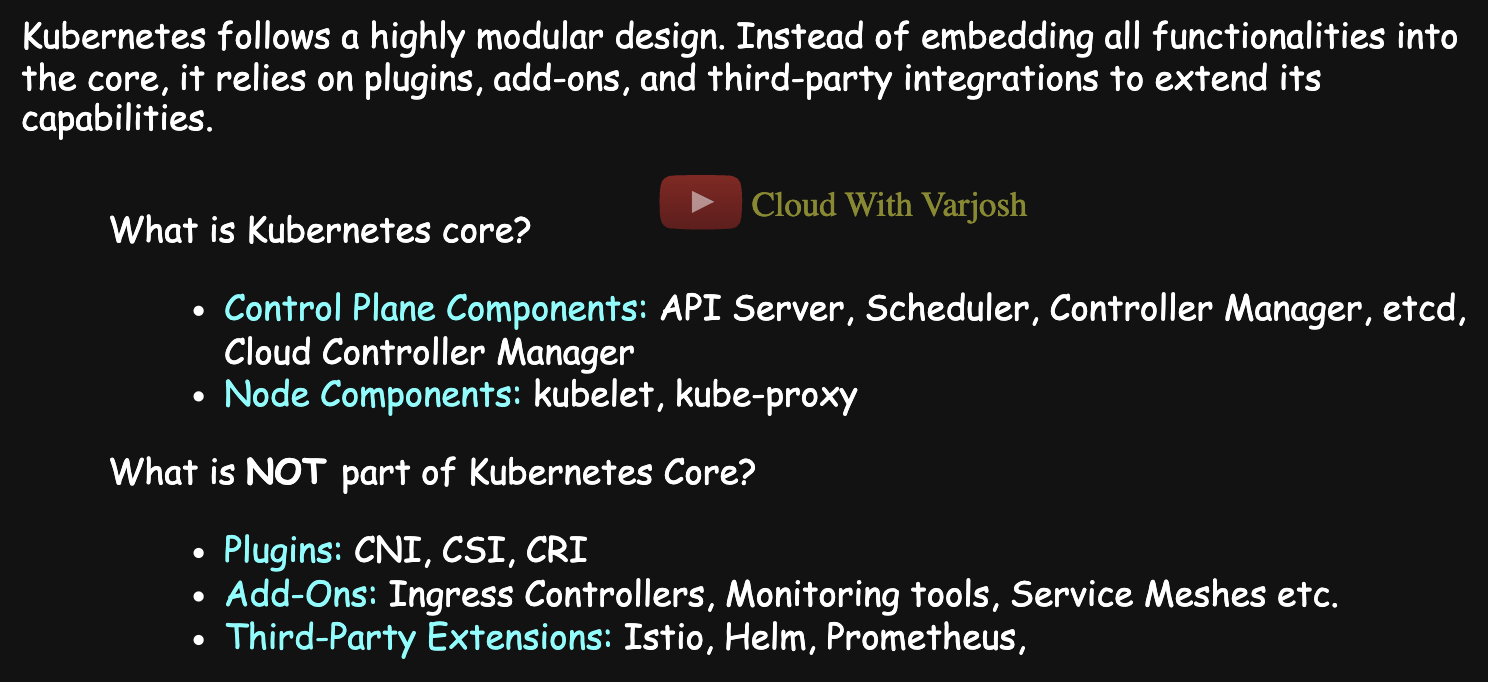 Kubernetes follows a highly modular design. Instead of embedding all functionalities into
the core, it relies on plugins, add-ons, and third-party integrations to extend its
capabilities.
Cloud With Varjosh
What is Kubernetes core?
• Control Plane Components: API Server, Scheduler, Controller Manager, etcd,
Cloud Controller Manager
• Node Components: kubelet, kube-proxy
What is NOT part of Kubernetes Core?
• Plugins: CNI, CSI, CRI
• Add-Ons: Ingress Controllers, Monitoring tools, Service Meshes etc.
• Third-Party Extensions: Istio, Helm, Prometheus,